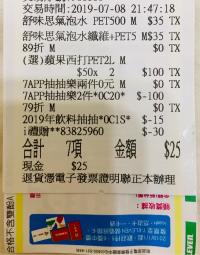 交易時間:2019-07-08 21:47:18
舒味思氣泡水 PET500 M $35 TX
舒味思氣泡水纖維+PET5 M$35 TX
89折 M $0 TX
(選)蘋果西打PET2L M
$50x 2 $100 TX
7APP抽抽樂兩件0元 M $0 TX
7APP抽抽樂2件*0C20* $-100
79折 M $0 TX
2019年飲料抽抽*0C1S* $-15
i禮贈**83825960 $-30
合計 7項 金額 $25
現金 $25
退貨憑電子發票證明聯正本辦理